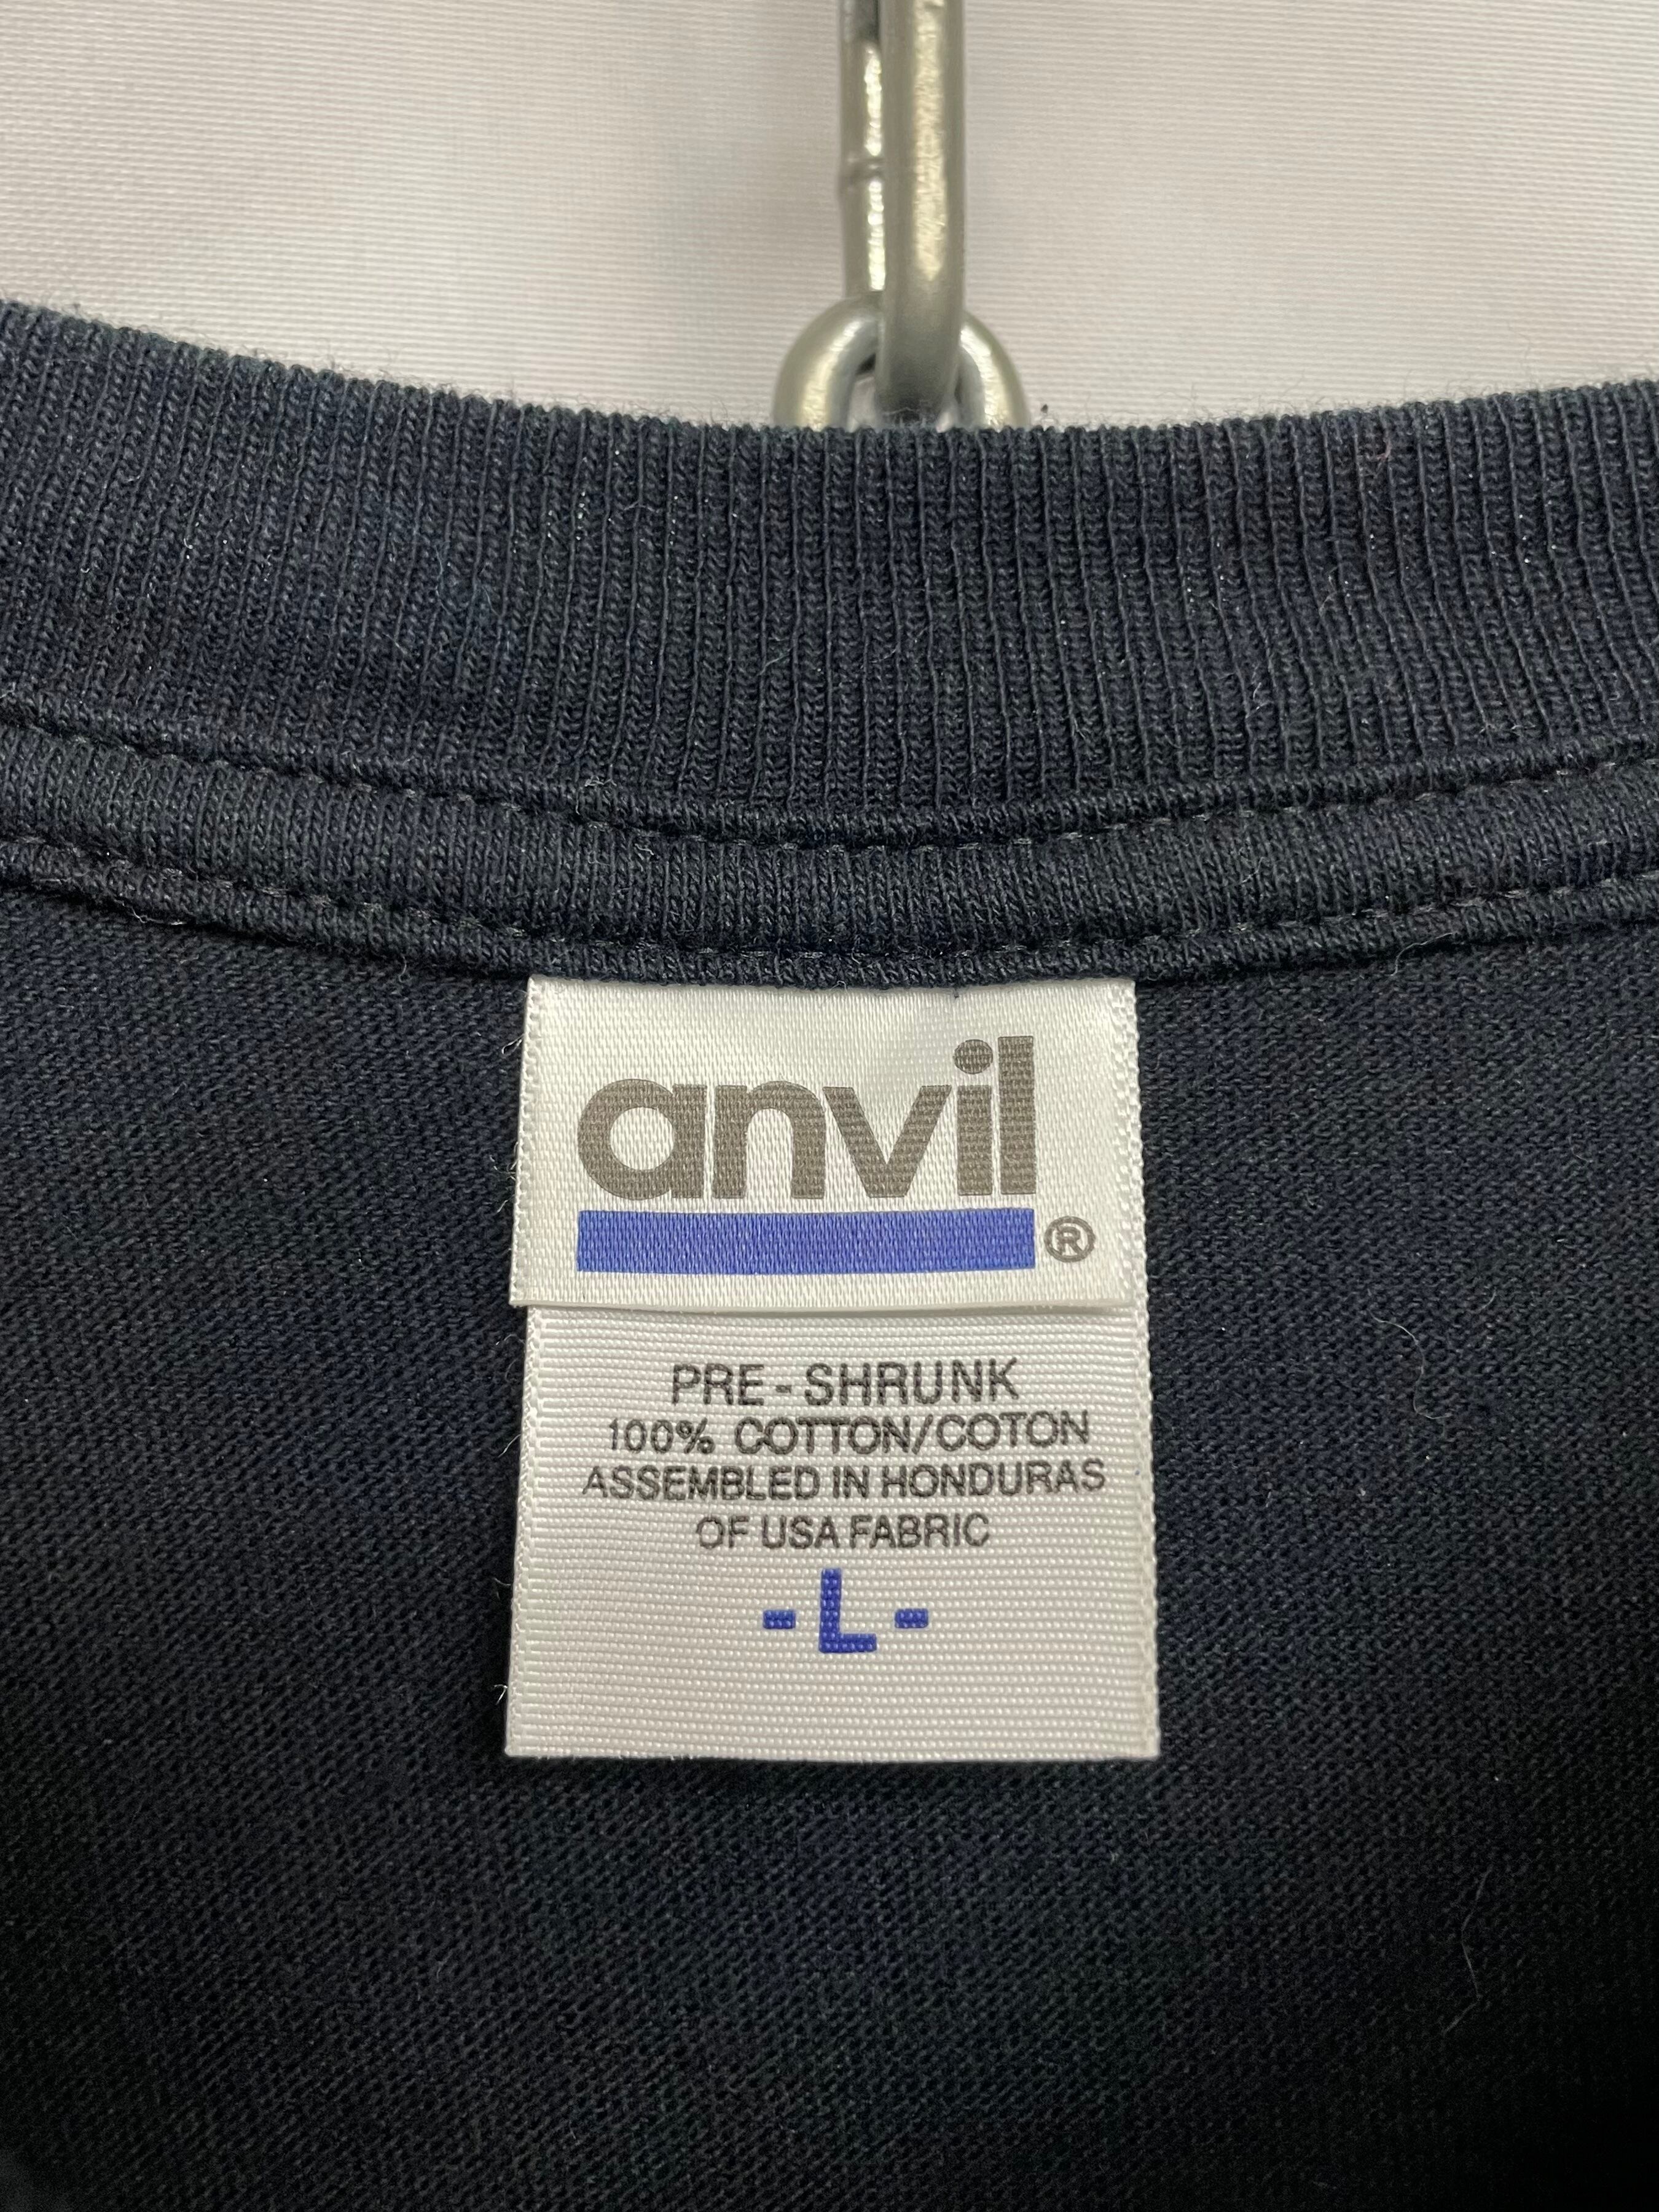 anvil
®
PRE-SHRUNK
100% COTTON/COTON
ASSEMBLED IN HONDURAS
OF USA FABRIC
-L-